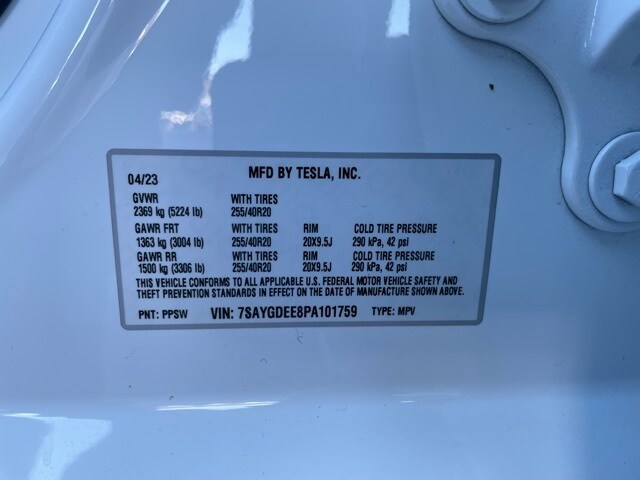 04/23 MFD BY TESLA, INC.
GVWR WITH TIRES
2369 kg (5224 lb) 255/40R20
GAWR FRT WITH TIRES RIM COLD TIRE PRESSURE
1363 kg (3004 lb) 255/40R20 20X9.5J 290 kPa, 42 psi
GAWR RR WITH TIRES RIM COLD TIRE PRESSURE
1500 kg (3306 lb) 255/40R20 20X9.5J 290 kPa, 42 psi
THIS VEHICLE CONFORMS TO ALL APPLICABLE U.S. FEDERAL MOTOR VEHICLE SAFETY AND
THEFT PREVENTION STANDARDS IN EFFECT ON THE DATE OF MANUFACTURE SHOWN ABOVE.
PNT: PPSW VIN: 7SAYGDEE8PA101759 TYPE: MPV